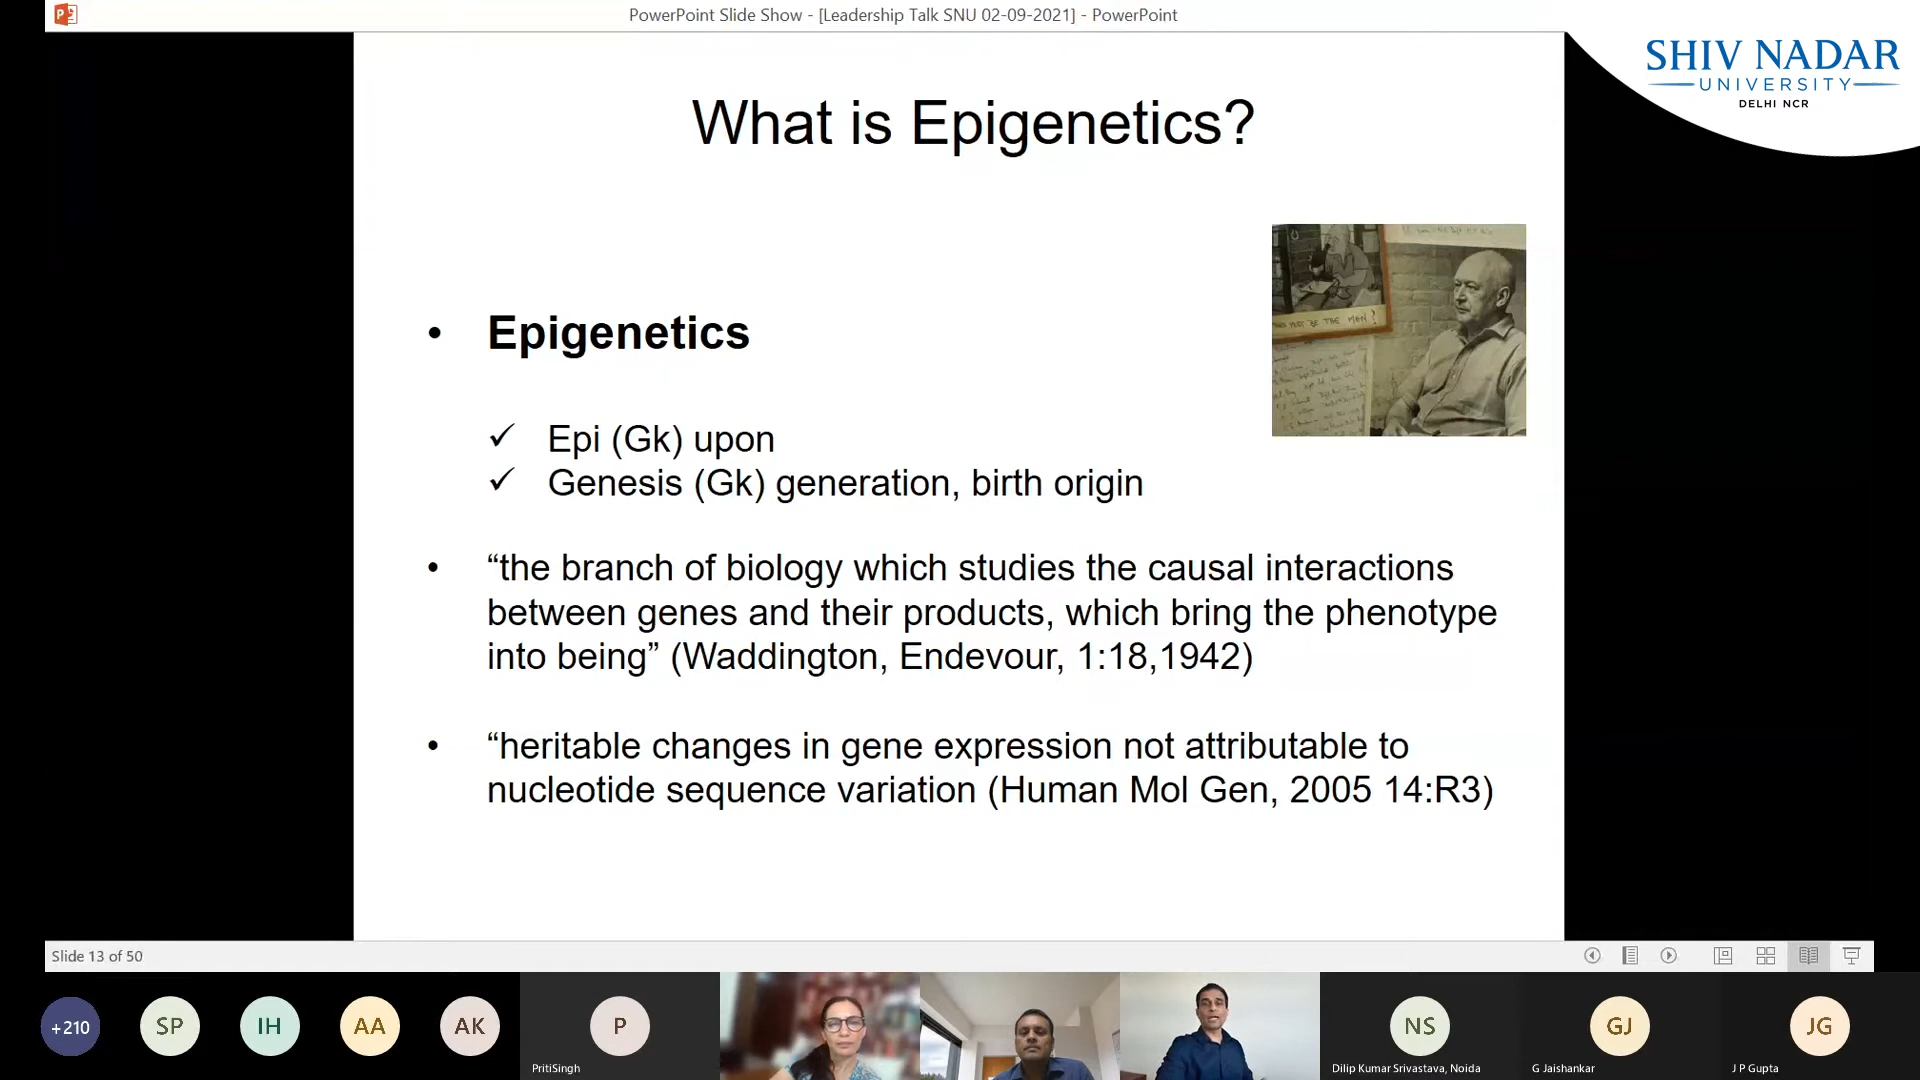 PowerPoint Slide Show - [Leadership Talk SNU 02-09-2021] - PowerPoint
SHIV NADAR
UNIVERSITY
DELHI NCR
What is Epigenetics?
• Epigenetics
✓ Epi (Gk) upon
✓ Genesis (Gk) generation, birth origin
• “the branch of biology which studies the causal interactions
between genes and their products, which bring the phenotype
into being” (Waddington, Endevour, 1:18,1942)
• “heritable changes in gene expression not attributable to
nucleotide sequence variation (Human Mol Gen, 2005 14:R3)
Slide 13 of 50
+210
SP
IH
AA
AK
P
PritiSingh
NS
Dilip Kumar Srivastava, Noida
GJ
G Jaishankar
JG
J P Gupta